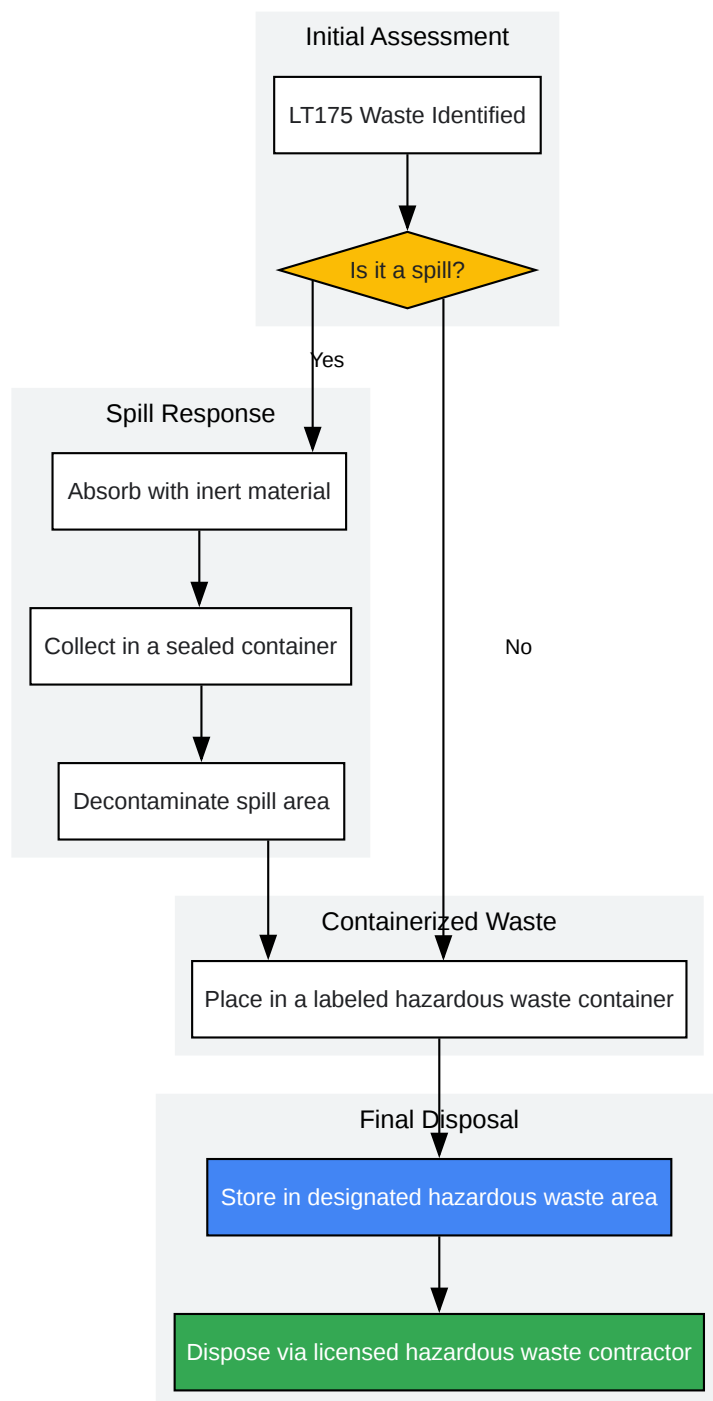 Initial Assessment
LT175 Waste Identified
Is it a spill?
Yes
Spill Response
Absorb with inert material
Collect in a sealed container
No
Decontaminate spill area
Containerized Waste
Place in a labeled hazardous waste container
Final Disposal
Store in designated hazardous waste area
Dispose via licensed hazardous waste contractor